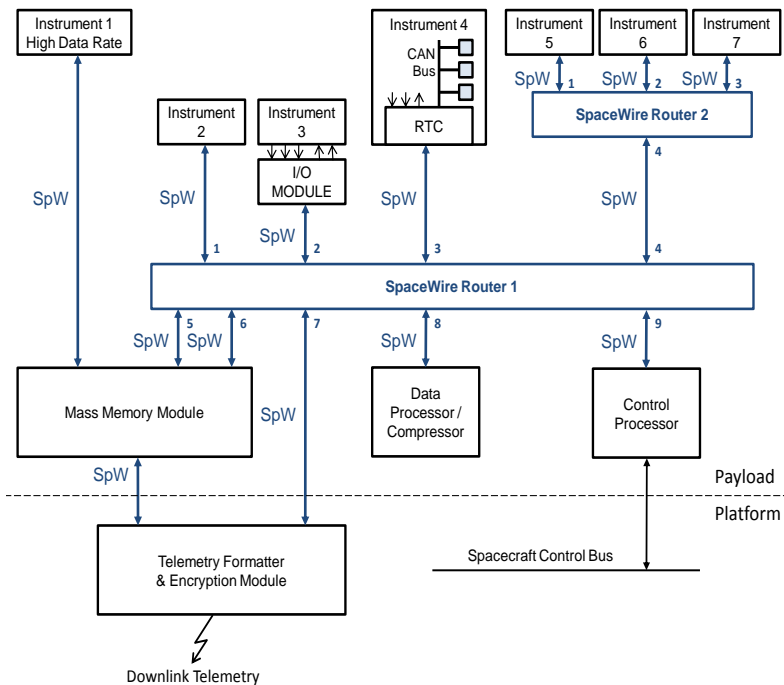 Instrument 1
High Data Rate
Instrument 4
CAN
Bus
RTC
Instrument
5
Instrument
6
Instrument
7
SpW
1
SpW
2
SpW
3
SpaceWire Router 2
4
Instrument
2
Instrument
3
I/O
MODULE
SpW
SpW
SpW
SpW
SpW
1
2
3
4
SpaceWire Router 1
5
6
7
8
9
SpW
SpW
SpW
SpW
SpW
Mass Memory Module
Data
Processor /
Compressor
Control
Processor
SpW
Payload
Platform
Telemetry Formatter
& Encryption Module
Spacecraft Control Bus
Downlink Telemetry